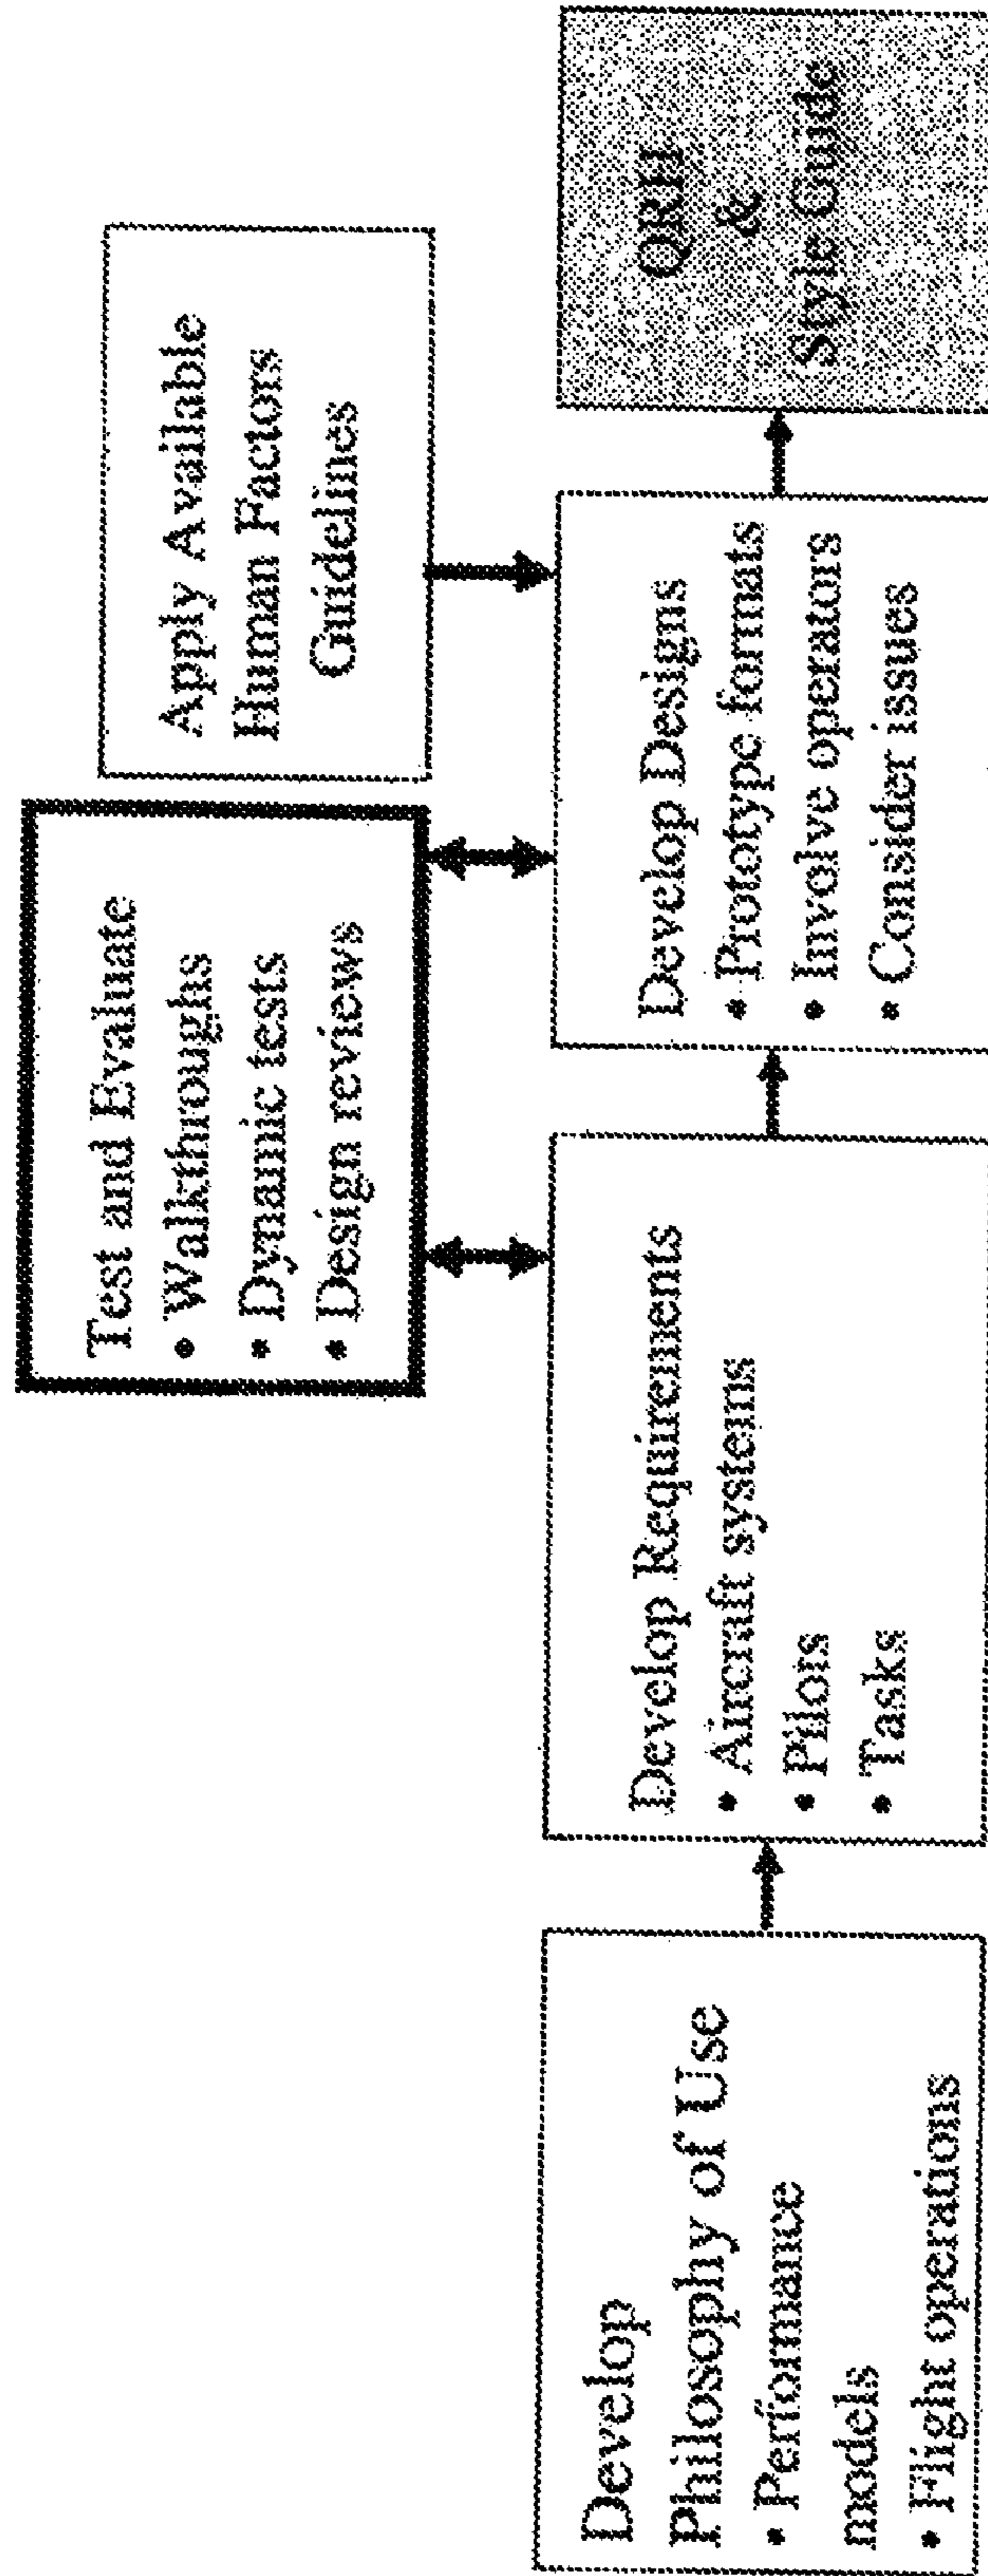 Test and Evaluate
• Walkthroughs
• Dynamic tests
• Design reviews
Apply Available
Human Factors
Guidelines
Develop
Philosophy of Use
• Performance
models
• Flight operations
Develop Requirements
• Aircraft systems
• Pilots
• Tasks
Develop Designs
• Prototype formats
• Involve operators
• Consider issues
QRH
&
Style Guide